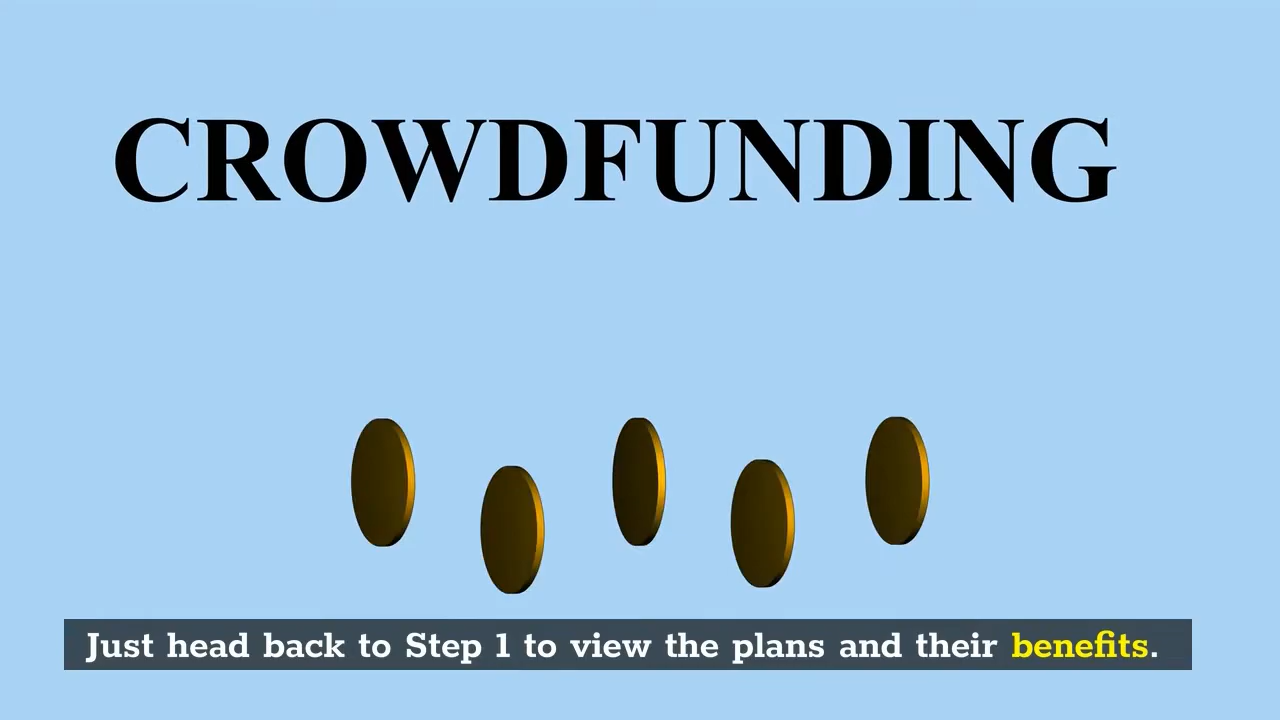 CROWDFUNDING
Just head back to Step 1 to view the plans and their benefits.